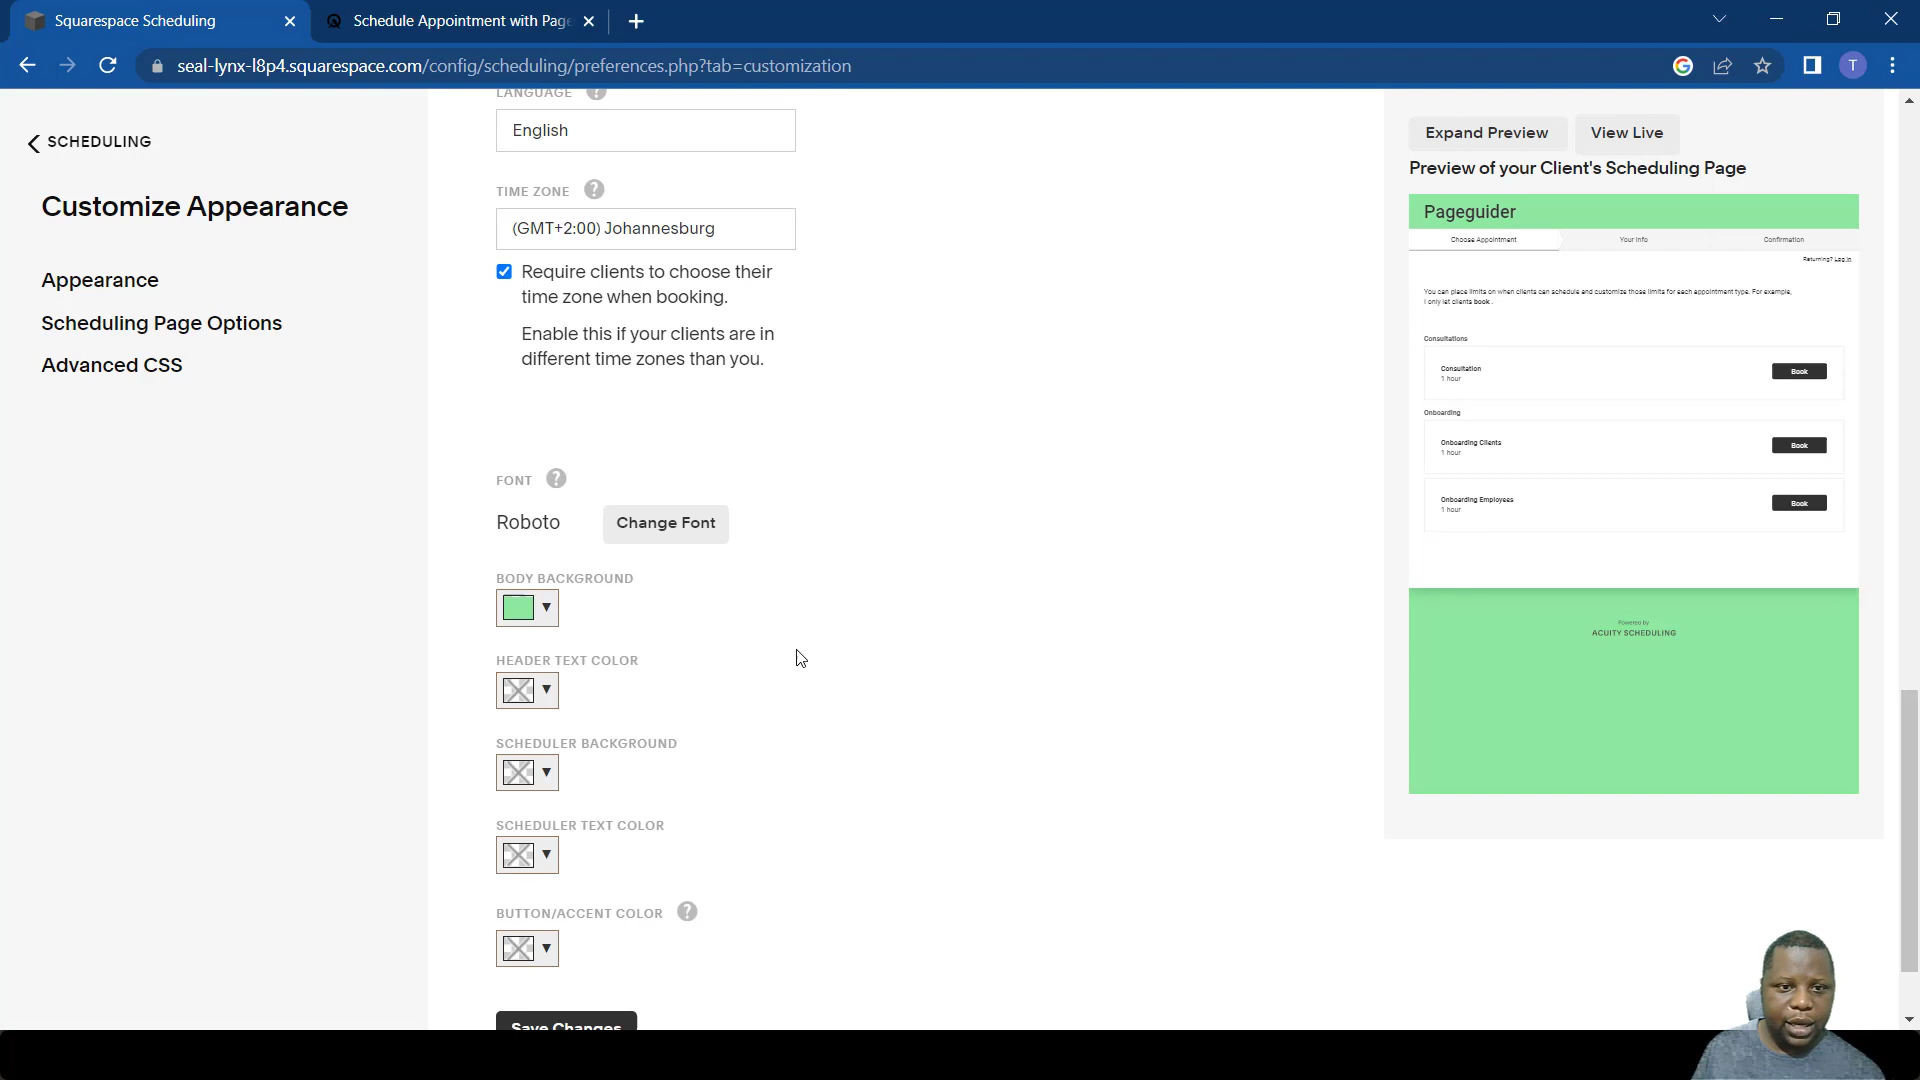 Squarespace Scheduling
Schedule Appointment with Page
seal-lynx-l8p4.squarespace.com/config/scheduling/preferences.php?tab=customization
T
SCHEDULING
Customize Appearance
Appearance
Scheduling Page Options
Advanced CSS
LANGUAGE ?
English
TIME ZONE ?
(GMT+2:00) Johannesburg
Require clients to choose their
time zone when booking.
Enable this if your clients are in
different time zones than you.
FONT ?
Roboto
Change Font
BODY BACKGROUND
HEADER TEXT COLOR
SCHEDULER BACKGROUND
SCHEDULER TEXT COLOR
BUTTON/ACCENT COLOR ?
Save Changes
Expand Preview
View Live
Preview of your Client's Scheduling Page
Pageguider
Choose Appointment
Your Info
Confirmation
Returning? Log in
You can place limits on when clients can schedule and customize those limits for each appointment type. For example,
I only let clients book .
Consultations
Consultation
1 hour
Book
Onboarding
Onboarding Clients
1 hour
Book
Onboarding Employees
1 hour
Book
Powered by
ACUITY SCHEDULING